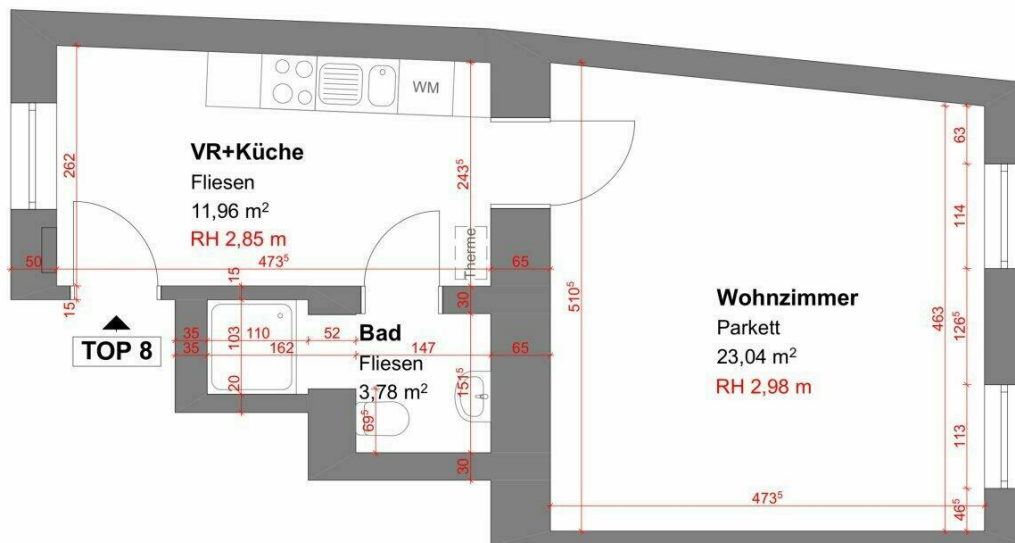 VR+Küche
Fliesen
11,96 m²
RH 2,85 m
WM
Therme
262
243⁵
50
473⁵
65
15
15
30
TOP 8
35
110
52
35
162
147
65
103
20
Bad
Fliesen
3,78 m²
151⁵
69⁵
30
Wohnzimmer
Parkett
23,04 m²
RH 2,98 m
510⁵
463
63
114
126⁵
113
46⁵
473⁵